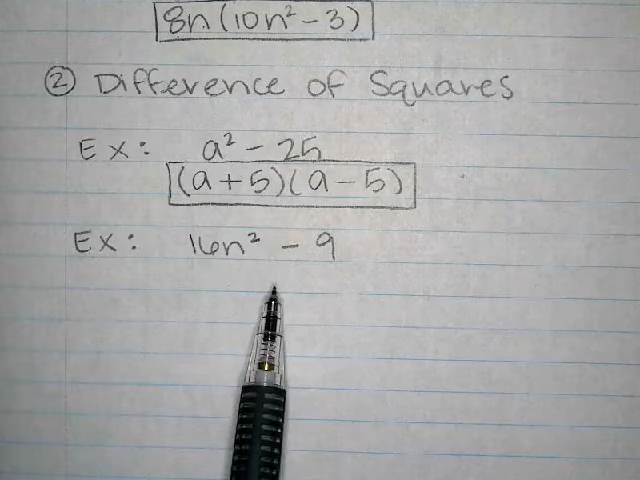 8n(10n² - 3)
② Difference of Squares
Ex: a² - 25
(a + 5)(a - 5)
Ex: 16n² - 9